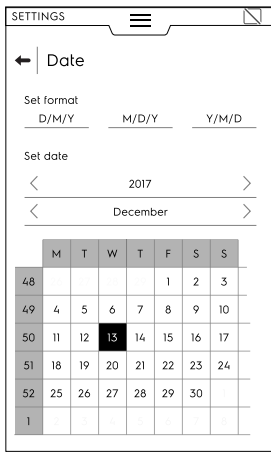 SETTINGS
Date
Set format
D/M/Y M/D/Y Y/M/D
Set date
2017
December
M T W T F S S
48 1 2 3
49 4 5 6 7 8 9 10
50 11 12 13 14 15 16 17
51 18 19 20 21 22 23 24
52 25 26 27 28 29 30
1